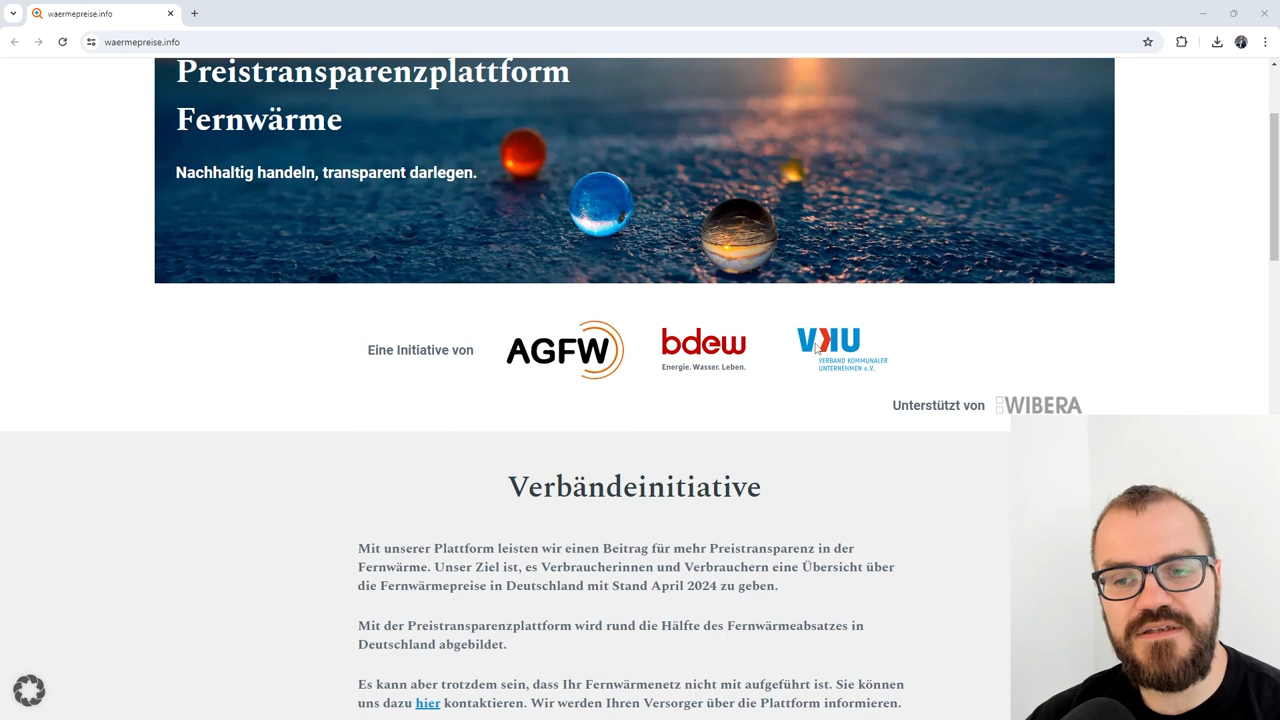 waermepreise.info
waermepreise.info
Preistransparenzplattform
Fernwärme
Nachhaltig handeln, transparent darlegen.
Eine Initiative von
AGFW
bdew
Energie. Wasser. Leben.
VKU
VERBAND KOMMUNALER
UNTERNEHMEN e.V.
Unterstützt von
WIBERA
Verbändeinitiative
Mit unserer Plattform leisten wir einen Beitrag für mehr Preistransparenz in der
Fernwärme. Unser Ziel ist, es Verbraucherinnen und Verbrauchern eine Übersicht über
die Fernwärmepreise in Deutschland mit Stand April 2024 zu geben.
Mit der Preistransparenzplattform wird rund die Hälfte des Fernwärmeabsatzes in
Deutschland abgebildet.
Es kann aber trotzdem sein, dass Ihr Fernwärmenetz nicht mit aufgeführt ist. Sie können
uns dazu hier kontaktieren. Wir werden Ihren Versorger über die Plattform informieren.